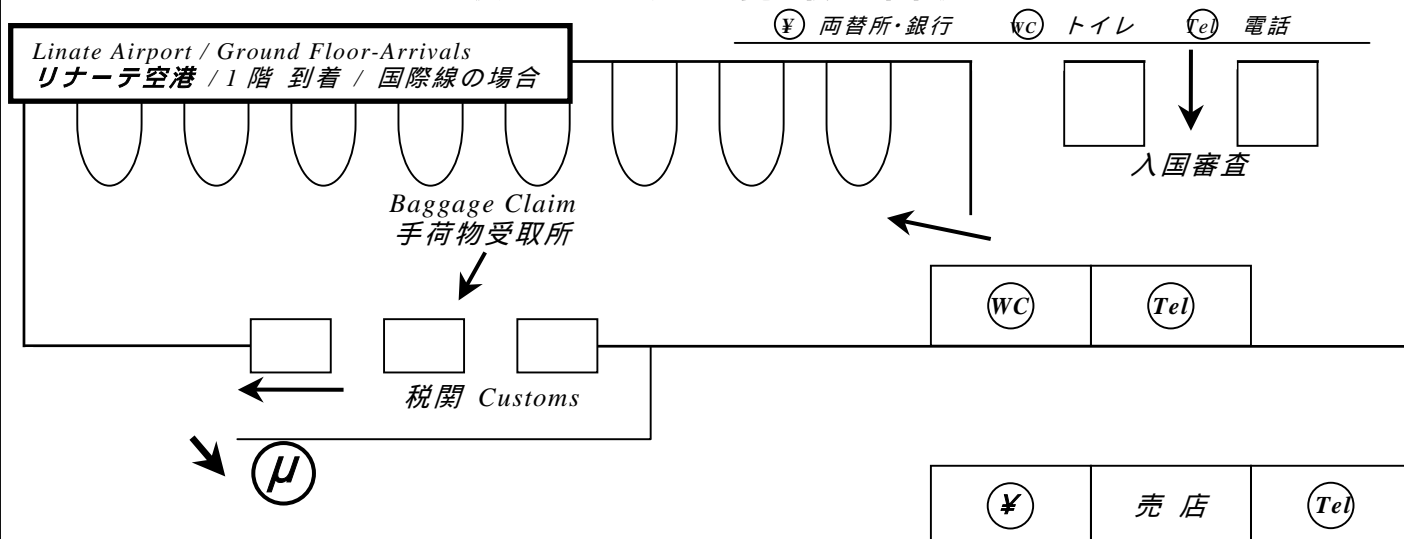 ¥ 両替所・銀行 WC トイレ Tel 電話
Linate Airport / Ground Floor-Arrivals
リナーテ空港 / 1階 到着 / 国際線の場合
入国審査
Baggage Claim
手荷物受取所
WC Tel
税関 Customs
μ
¥ 売店 Tel